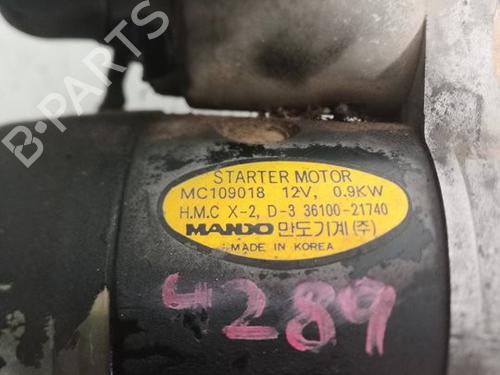 B-PARTS
STARTER MOTOR
MC109018 12V, 0.9KW
H.M.C X-2, D-3 36100-21740
MANDO 만도기계(주)
MADE IN KOREA
4289